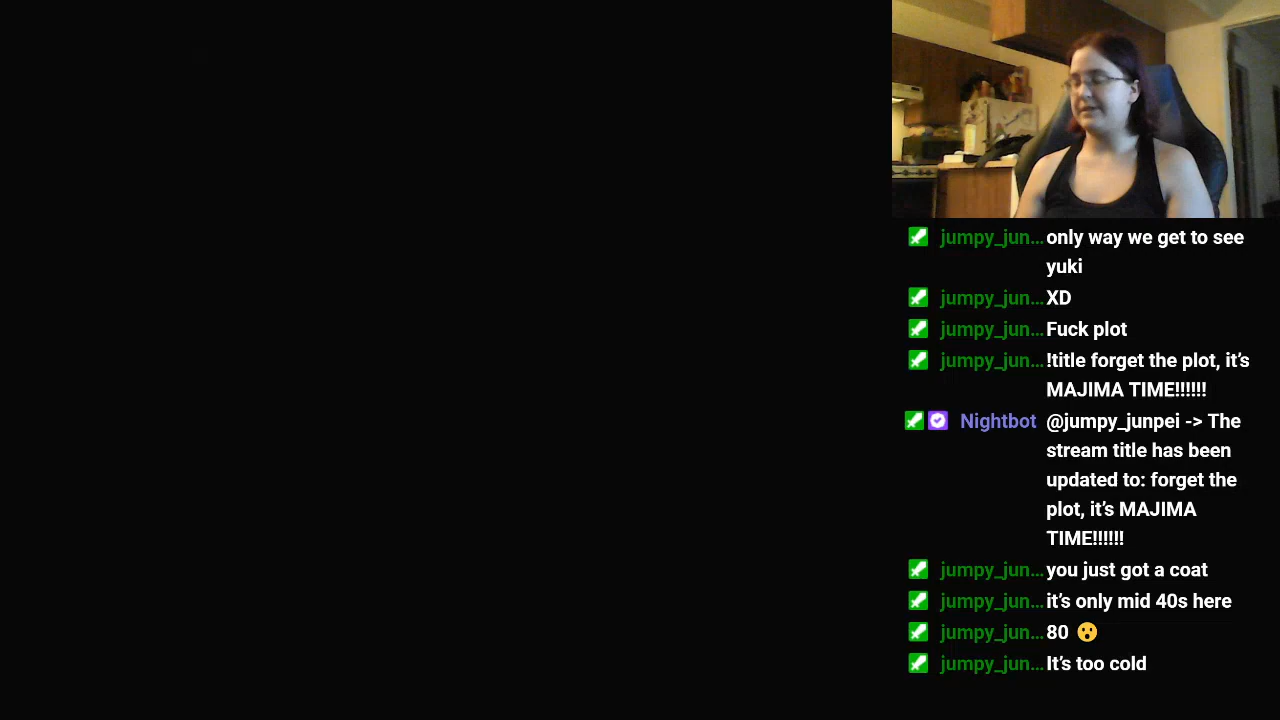 jumpy_jun... only way we get to see
yuki
jumpy_jun... XD
jumpy_jun... Fuck plot
jumpy_jun... !title forget the plot, it's
MAJIMA TIME!!!!!!
Nightbot @jumpy_junpei -> The
stream title has been
updated to: forget the
plot, it's MAJIMA
TIME!!!!!!
jumpy_jun... you just got a coat
jumpy_jun... it's only mid 40s here
jumpy_jun... 80 😮
jumpy_jun... It's too cold